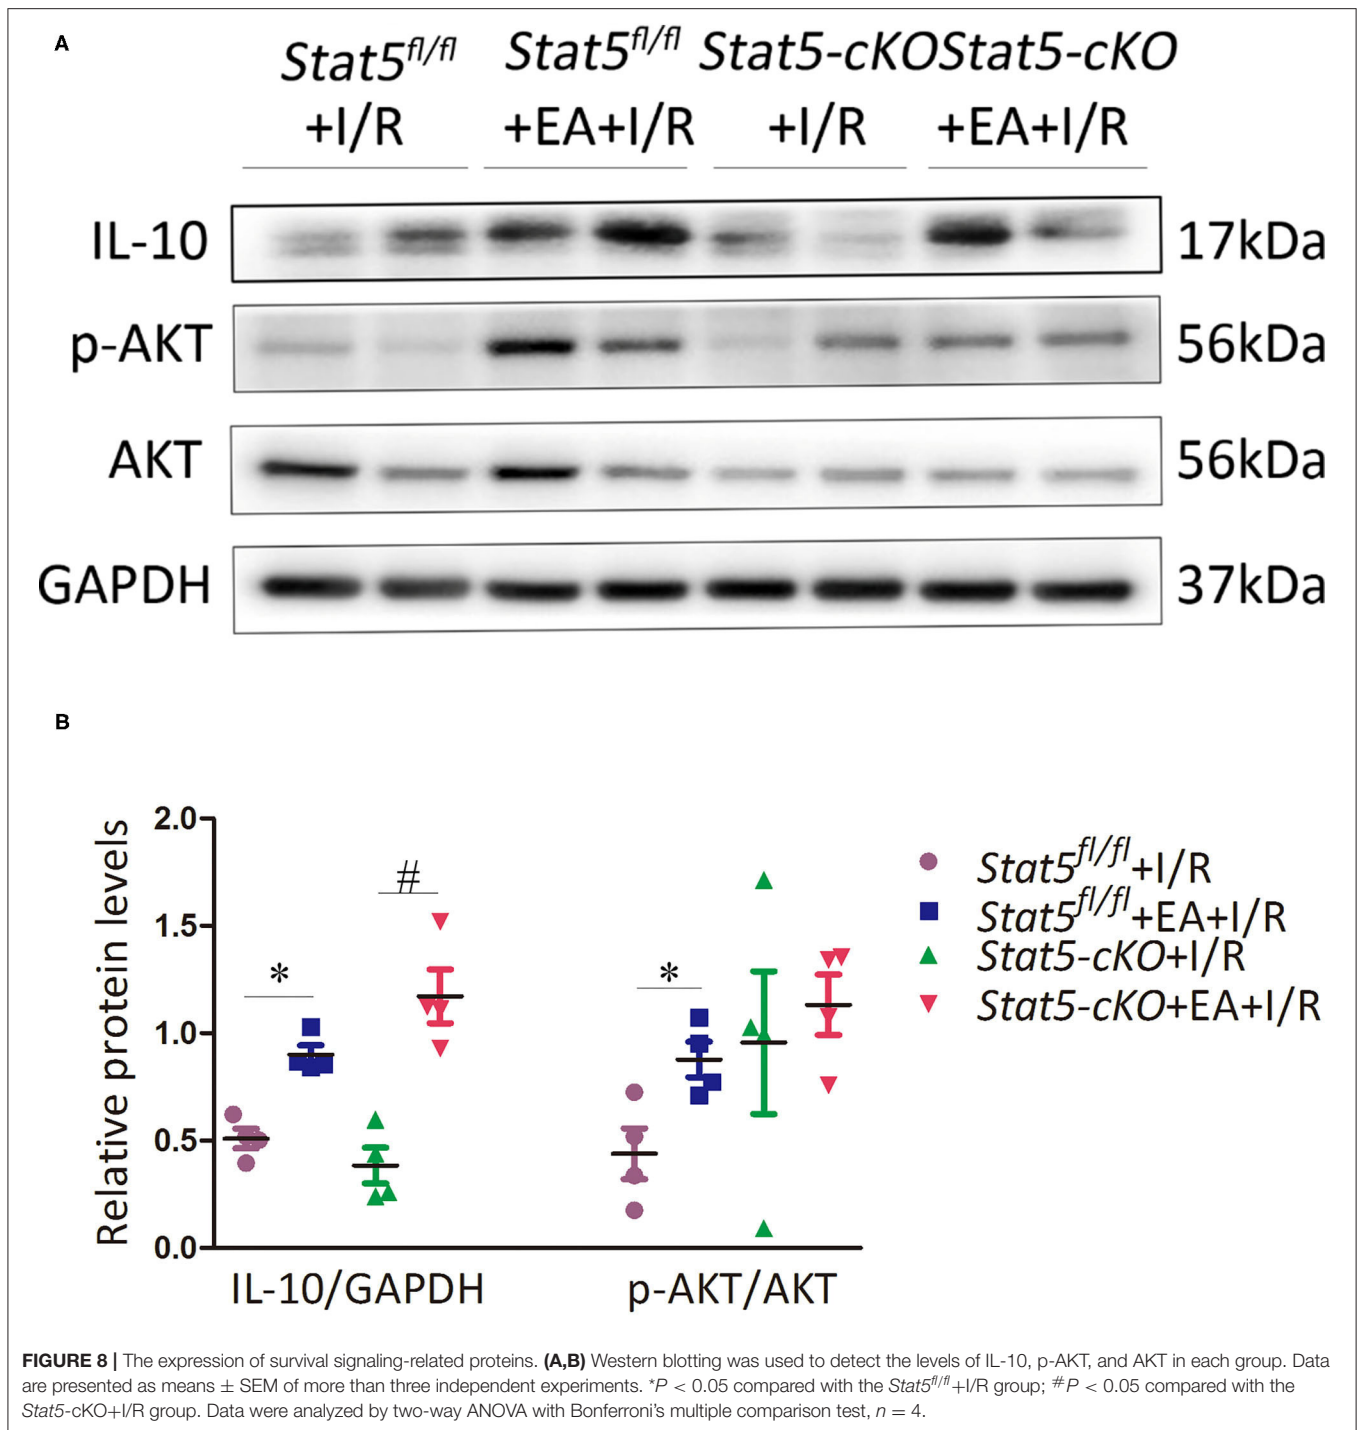 A
Stat5fl/fl Stat5fl/fl Stat5-cKO Stat5-cKO
+I/R +EA+I/R +I/R +EA+I/R
IL-10 17kDa
p-AKT 56kDa
AKT 56kDa
GAPDH 37kDa
B
Relative protein levels
2.0
1.5
1.0
0.5
0.0
* # *
IL-10/GAPDH p-AKT/AKT
Stat5fl/fl+I/R
Stat5fl/fl+EA+I/R
Stat5-cKO+I/R
Stat5-cKO+EA+I/R
FIGURE 8 | The expression of survival signaling-related proteins. (A,B) Western blotting was used to detect the levels of IL-10, p-AKT, and AKT in each group. Data
are presented as means ± SEM of more than three independent experiments. *P < 0.05 compared with the Stat5fl/fl+I/R group; #P < 0.05 compared with the
Stat5-cKO+I/R group. Data were analyzed by two-way ANOVA with Bonferroni's multiple comparison test, n = 4.